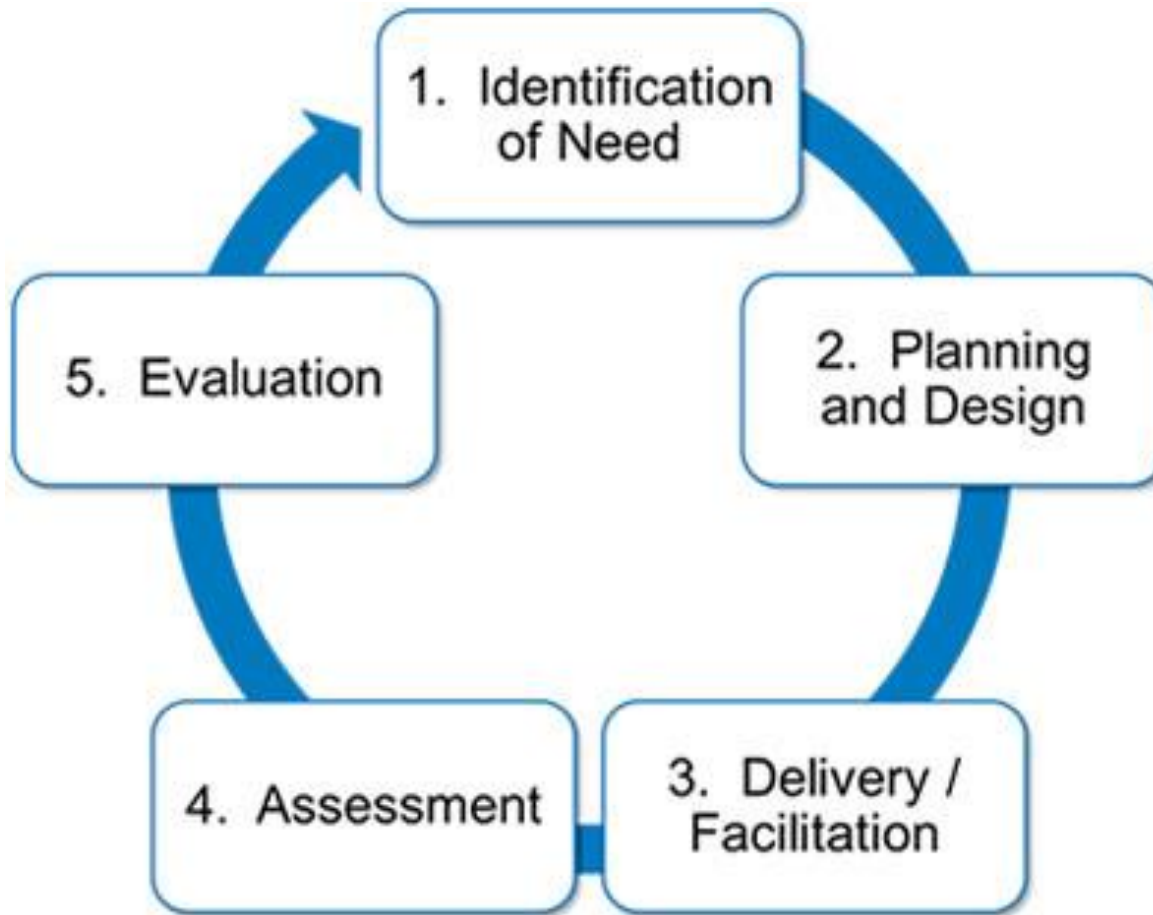 1. Identification
of Need
2. Planning
and Design
3. Delivery /
Facilitation
4. Assessment
5. Evaluation